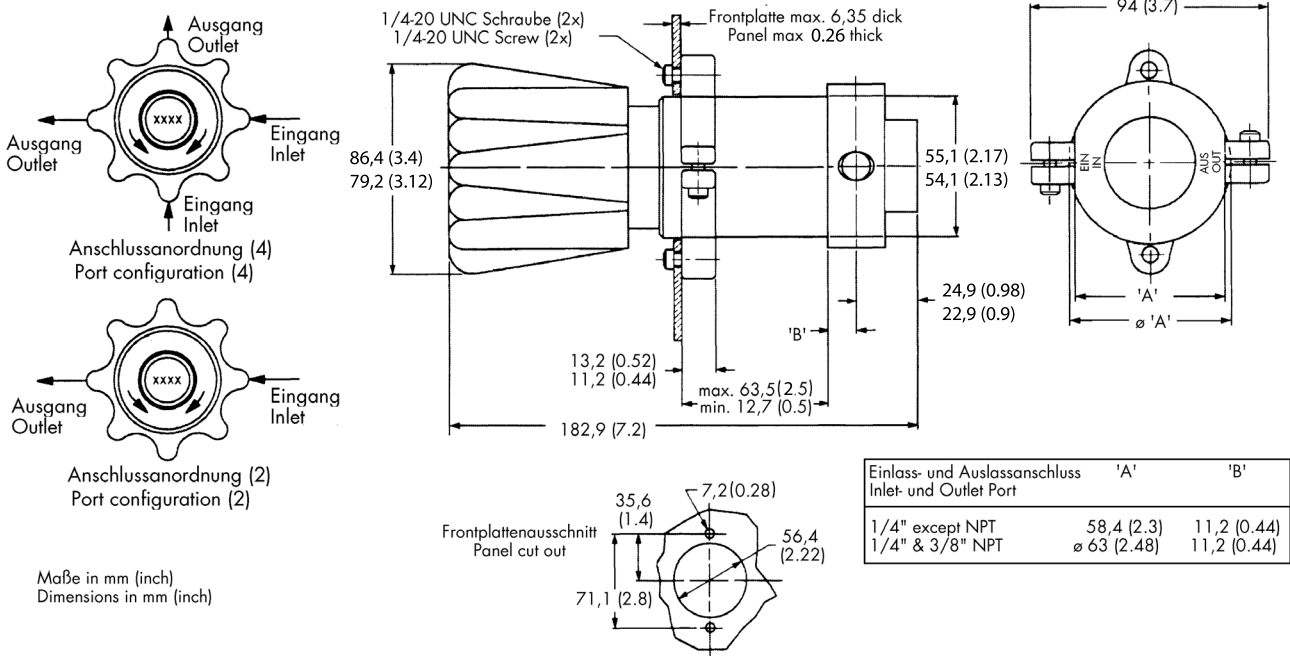 Ausgang
Outlet
Ausgang
Outlet
xxxx
Eingang
Inlet
Eingang
Inlet
Anschlussanordnung (4)
Port configuration (4)
xxxx
Ausgang
Outlet
Eingang
Inlet
Anschlussanordnung (2)
Port configuration (2)
Maße in mm (inch)
Dimensions in mm (inch)
1/4-20 UNC Schraube (2x)
1/4-20 UNC Screw (2x)
Frontplatte max. 6,35 dick
Panel max 0.26 thick
86,4 (3.4)
79,2 (3.12)
55,1 (2.17)
54,1 (2.13)
24,9 (0.98)
22,9 (0.9)
'B'
13,2 (0.52)
11,2 (0.44)
max. 63,5(2.5)
min. 12,7 (0.5)
182,9 (7.2)
94 (3.7)
EIN
IN
AUS
OUT
'A'
ø 'A'
Frontplattenausschnitt
Panel cut out
35,6
(1.4)
7,2(0.28)
56,4
(2.22)
71,1 (2.8)
Einlass- und Auslassanschluss 'A' 'B'
Inlet- und Outlet Port
1/4" except NPT 58,4 (2.3) 11,2 (0.44)
1/4" & 3/8" NPT ø 63 (2.48) 11,2 (0.44)